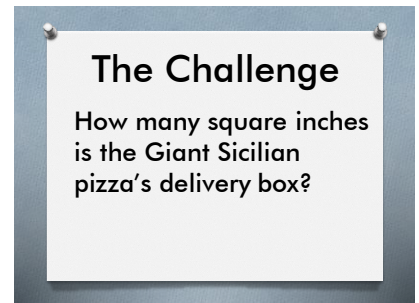 The Challenge
How many square inches
is the Giant Sicilian
pizza's delivery box?